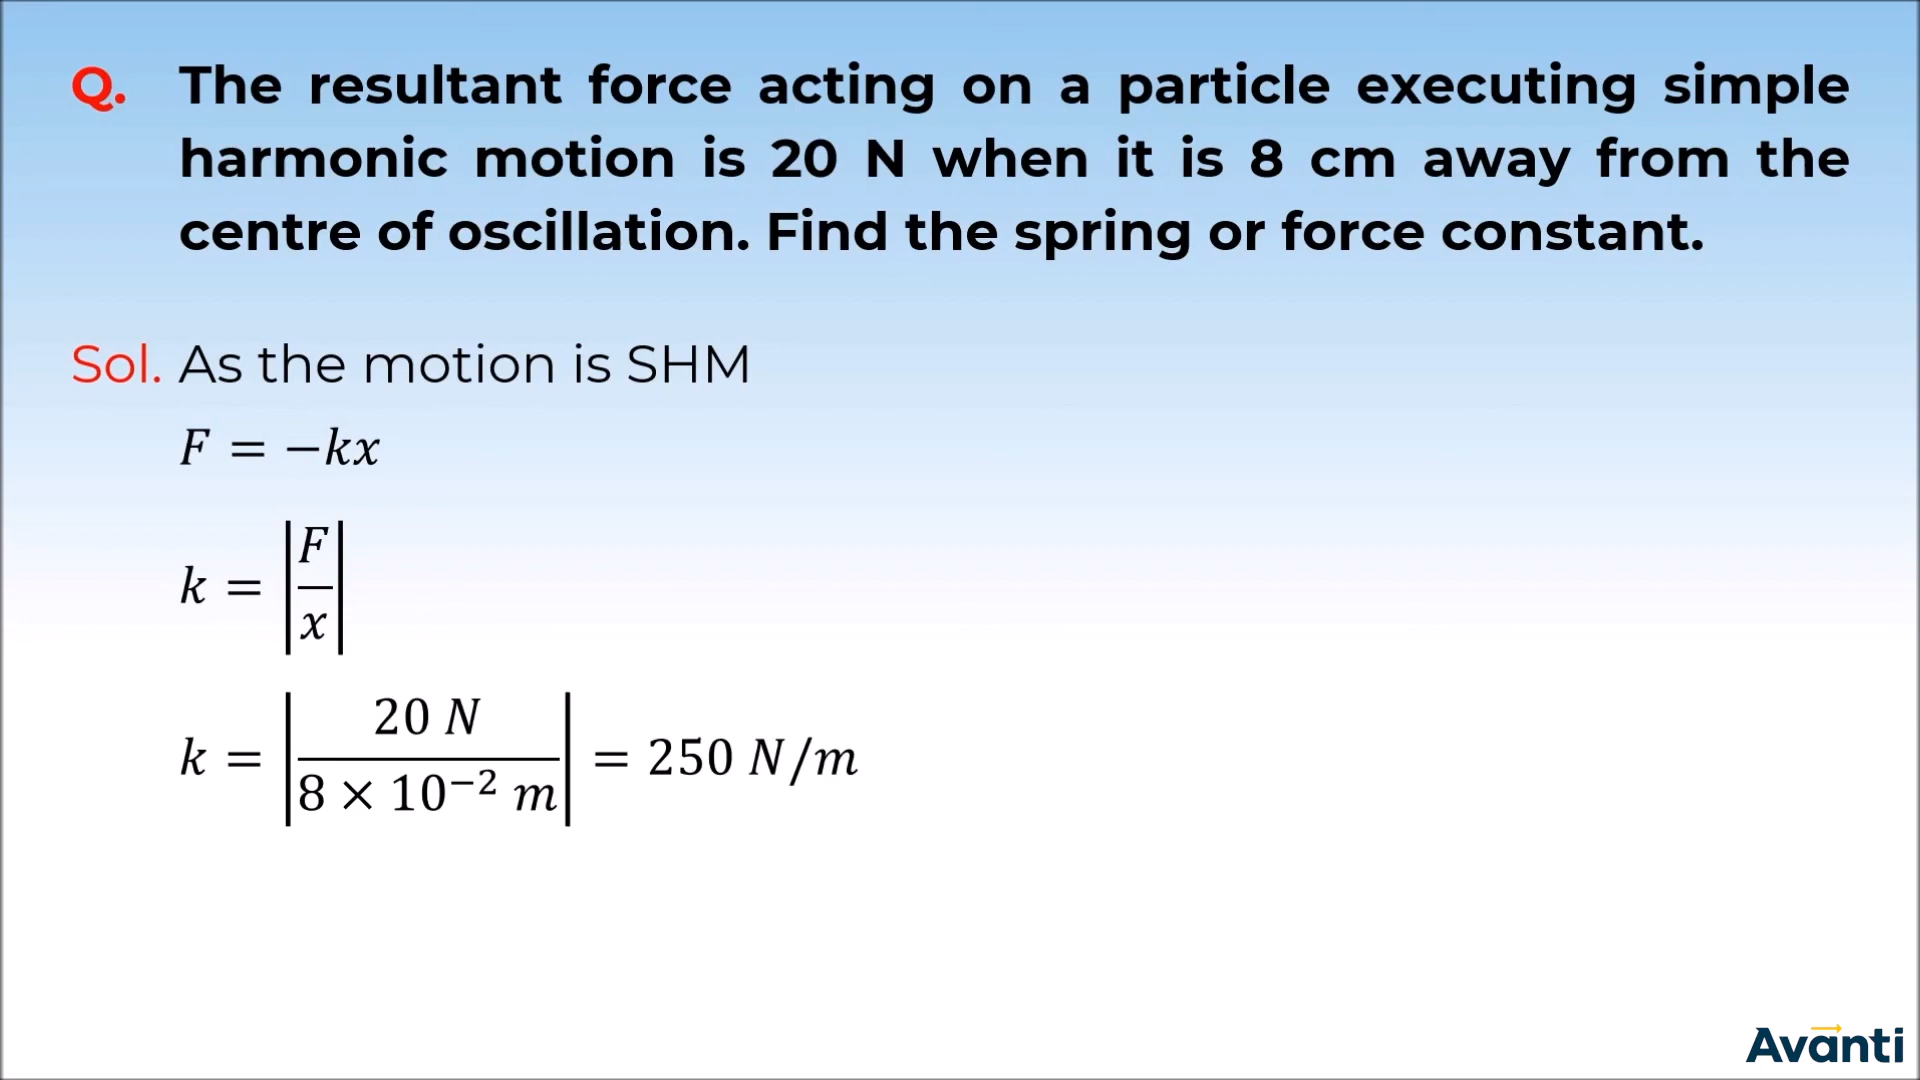 Q. The resultant force acting on a particle executing simple
harmonic motion is 20 N when it is 8 cm away from the
centre of oscillation. Find the spring or force constant.
Sol. As the motion is SHM
F = −kx
k = |F/x|
k = |20 N / 8 × 10⁻² m| = 250 N/m
Avanti